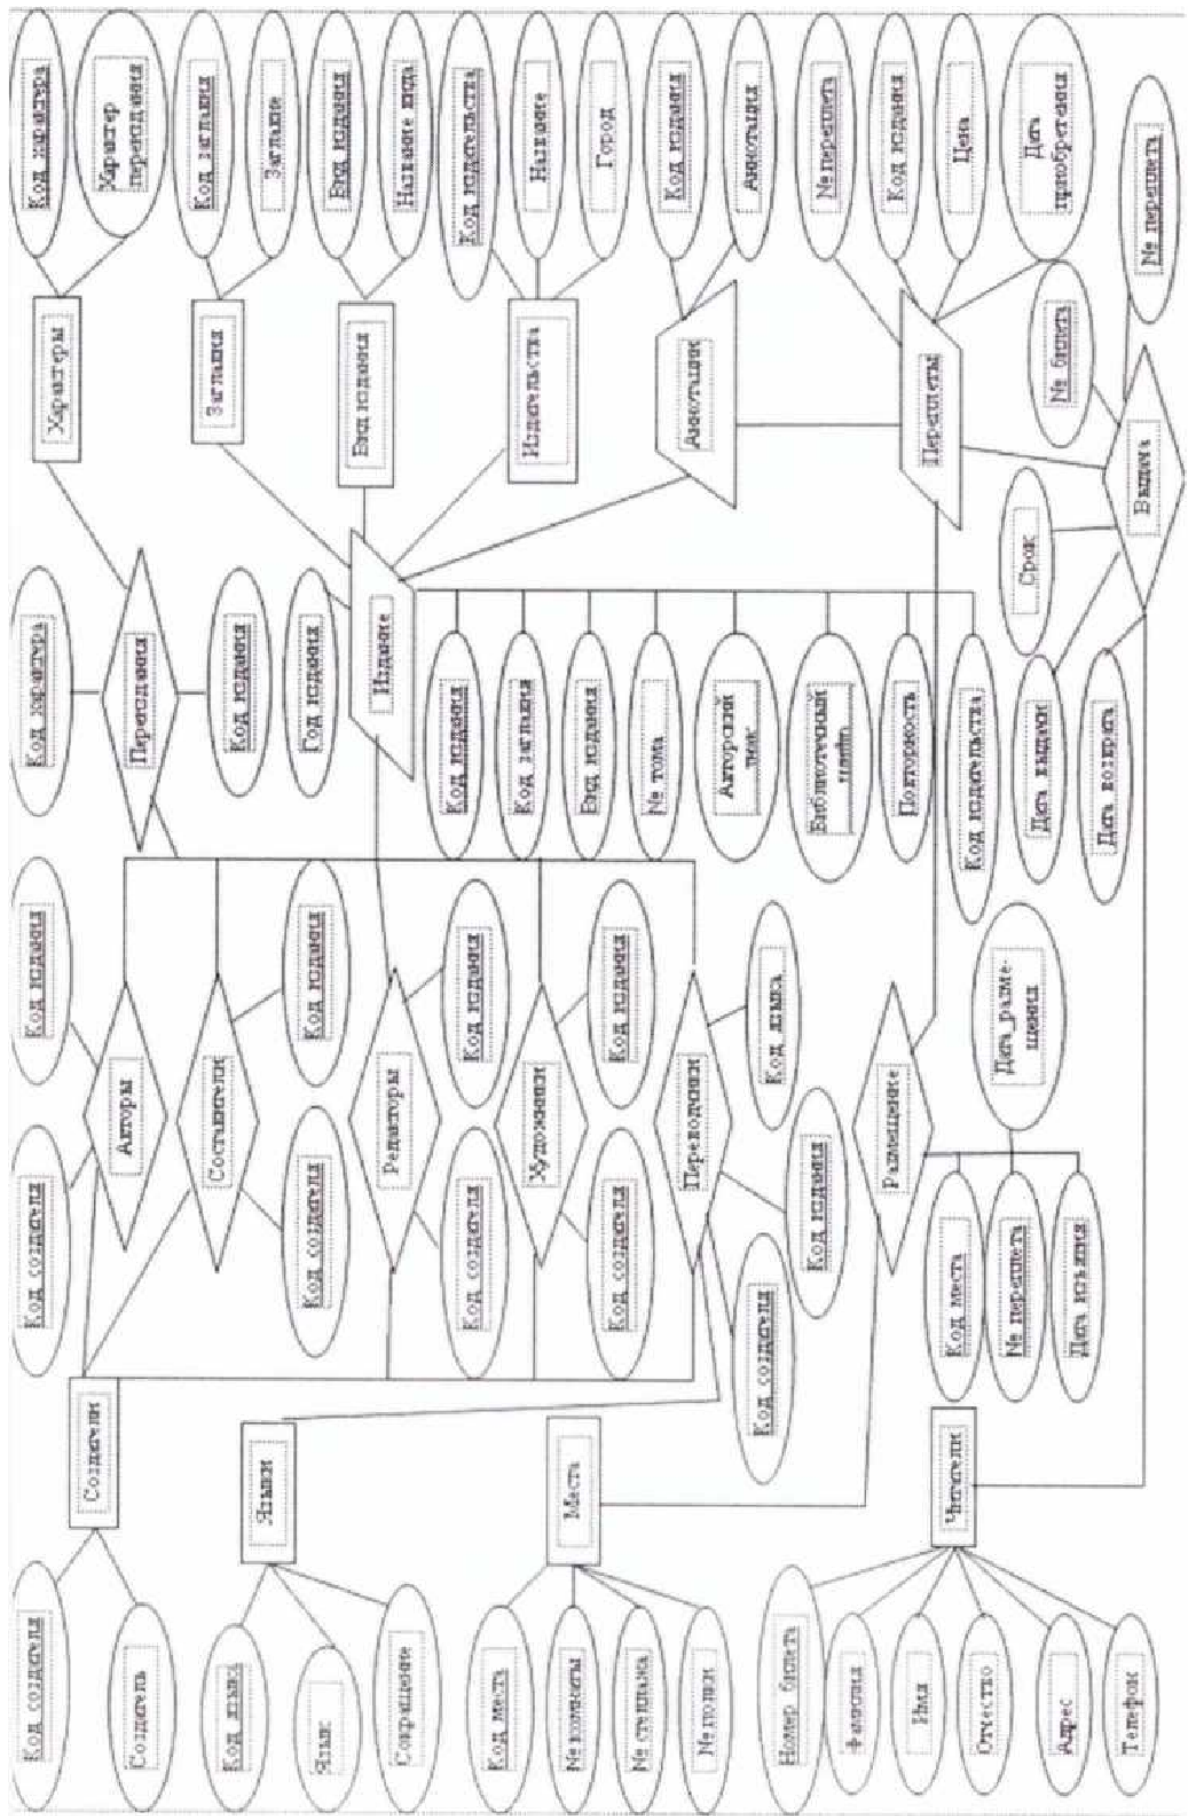 Код характера
Характер
переиздания
Код заглавия
Заглавие
Вид издания
Название вида
Код издательства
Название
Город
Код издания
Аннотация
№ переплета
Код издания
Цена
Дата
приобретения
№ переплета
№ билета
Характеры
Заглавия
Вид издания
Издательства
Аннотации
Переплеты
Выдача
Срок
Дата выдачи
Дата возврата
Код характера
Переиздания
Код издания
Год издания
Издание
Код издания
Код заглавия
Вид издания
№ тома
Авторский
знак
Библиотечный
шифр
Повторность
Код издательства
Код издания
Код создателя
Авторы
Составители
Код издания
Код создателя
Редакторы
Код издания
Код создателя
Художники
Код издания
Код создателя
Переводчики
Код языка
Код издания
Код создателя
Размещение
Дата_разме-
щения
Код места
№ переплета
Дата изъятия
Создатели
Языки
Места
Читатели
Код создателя
Создатель
Код языка
Язык
Сокращение
Код места
№ комнаты
№ стеллажа
№ полки
Номер билета
Фамилия
Имя
Отчество
Адрес
Телефон